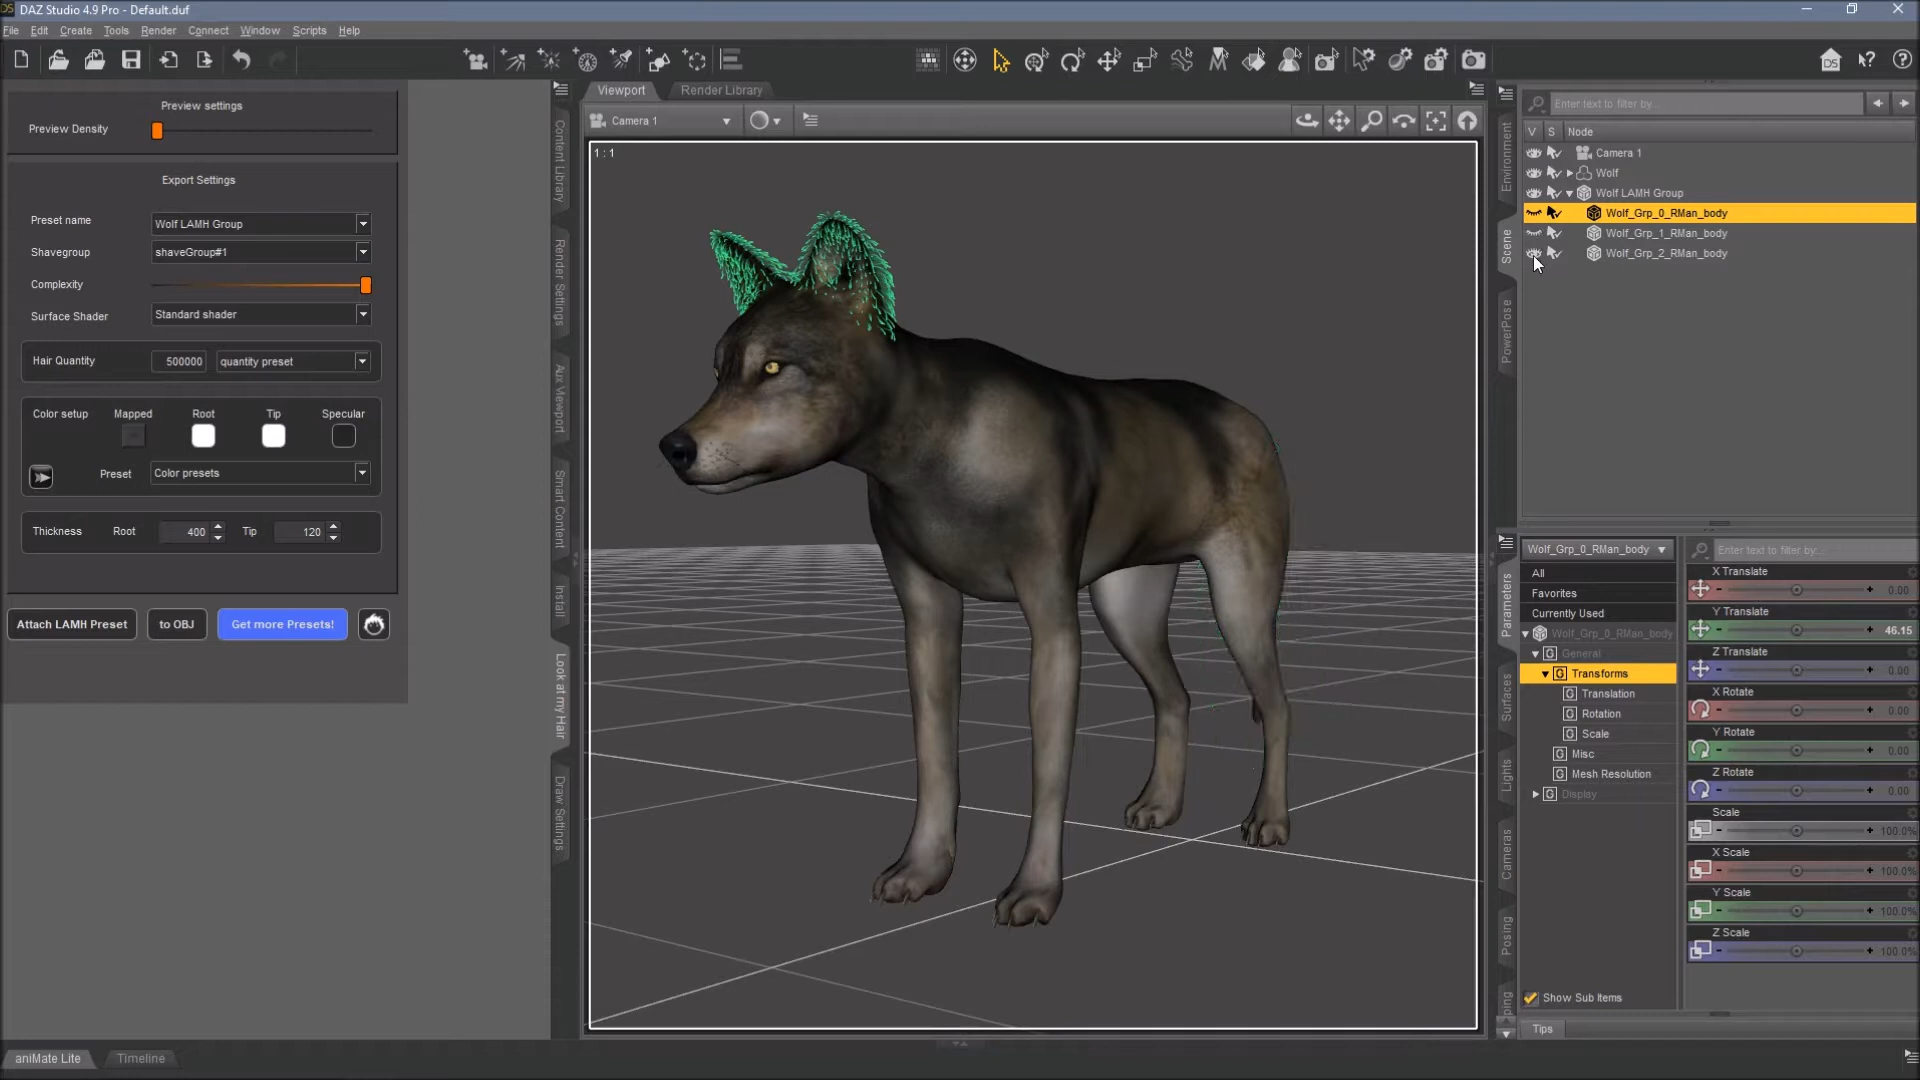 DAZ Studio 4.9 Pro - Default.duf
File Edit Create Tools Render Connect Window Scripts Help
Preview settings
Preview Density
Export Settings
Preset name Wolf LAMH Group
Shavegroup shaveGroup#1
Complexity
Surface Shader Standard shader
Hair Quantity 500000 quantity preset
Color setup Mapped Root Tip Specular
Preset Color presets
Thickness Root 400 Tip 120
Attach LAMH Preset to OBJ Get more Presets!
Content Library
Render Settings
Aux Viewport
Smart Content
Install
Look at my Hair
Draw Settings
Viewport Render Library
Camera 1
1 : 1
Environment
Scene
PowerPose
Enter text to filter by...
V S Node
Camera 1
Wolf
Wolf LAMH Group
Wolf_Grp_0_RMan_body
Wolf_Grp_1_RMan_body
Wolf_Grp_2_RMan_body
Parameters
Surfaces
Lights
Cameras
Posing
Wolf_Grp_0_RMan_body
All
Favorites
Currently Used
Wolf_Grp_0_RMan_body
General
Transforms
Translation
Rotation
Scale
Misc
Mesh Resolution
Display
Show Sub Items
Enter text to filter by...
X Translate
0.00
Y Translate
46.15
Z Translate
0.00
X Rotate
0.00
Y Rotate
0.00
Z Rotate
0.00
Scale
100.0%
X Scale
100.0%
Y Scale
100.0%
Z Scale
100.0%
Tips
aniMate Lite Timeline